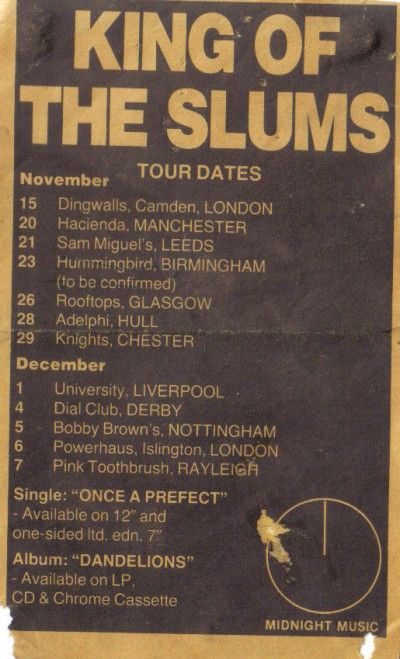 KING OF
THE SLUMS
TOUR DATES
November
15 Dingwalls, Camden, LONDON
20 Hacienda, MANCHESTER
21 Sam Miguel's, LEEDS
23 Hummingbird, BIRMINGHAM
(to be confirmed)
26 Rooftops, GLASGOW
28 Adelphi, HULL
29 Knights, CHESTER
December
1 University, LIVERPOOL
4 Dial Club, DERBY
5 Bobby Brown's, NOTTINGHAM
6 Powerhaus, Islington, LONDON
7 Pink Toothbrush, RAYLEIGH
Single: "ONCE A PREFECT"
- Available on 12" and
one-sided ltd. edn. 7"
Album: "DANDELIONS"
- Available on LP,
CD & Chrome Cassette
MIDNIGHT MUSIC